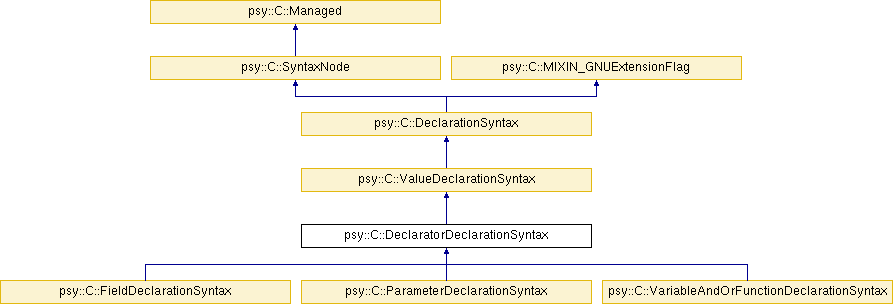 psy::C::Managed
psy::C::SyntaxNode
psy::C::MIXIN_GNUExtensionFlag
psy::C::DeclarationSyntax
psy::C::ValueDeclarationSyntax
psy::C::DeclaratorDeclarationSyntax
psy::C::FieldDeclarationSyntax
psy::C::ParameterDeclarationSyntax
psy::C::VariableAndOrFunctionDeclarationSyntax